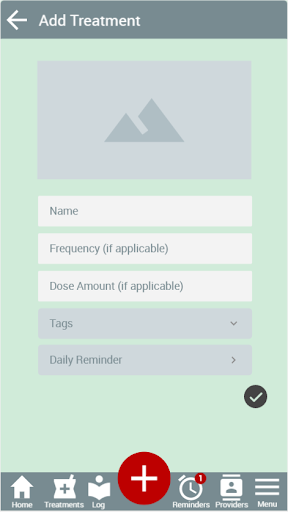 Add Treatment
Name
Frequency (if applicable)
Dose Amount (if applicable)
Tags
Daily Reminder
1
Home Treatments Log Reminders Providers Menu